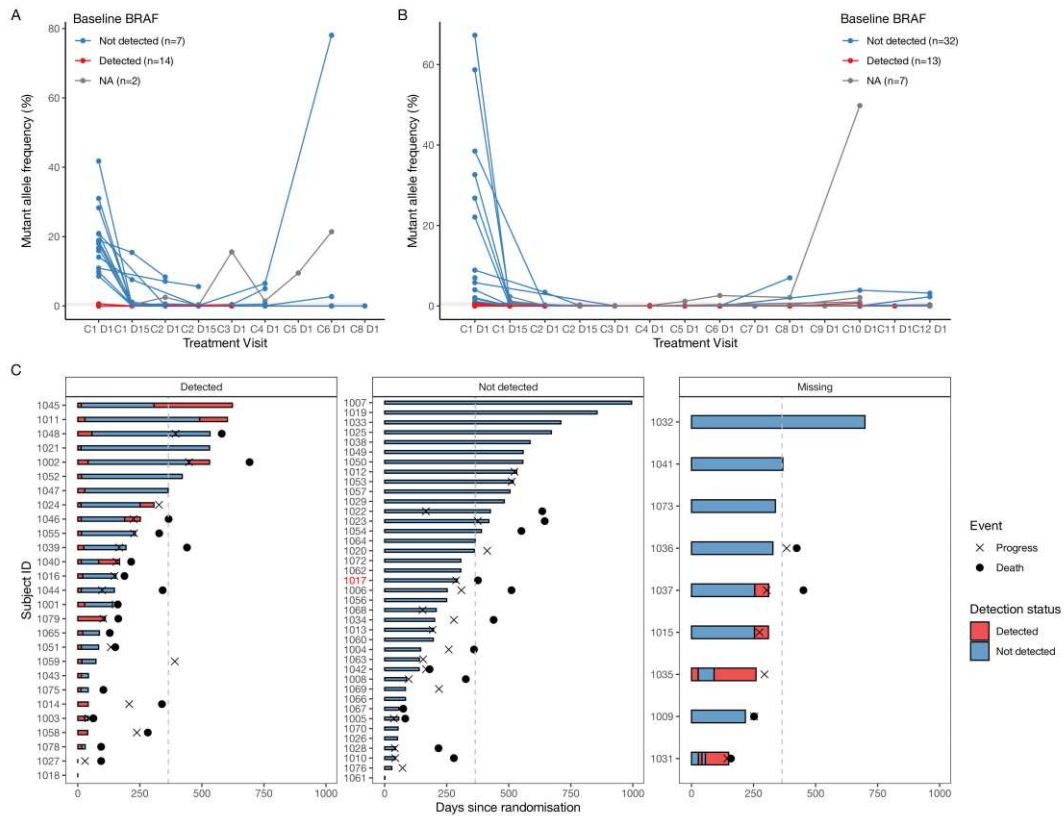 A
Baseline BRAF
Not detected (n=7)
Detected (n=14)
NA (n=2)
Mutant allele frequency (%)
80
60
40
20
0
C1 D1 C1 D15 C2 D1 C2 D15 C3 D1 C4 D1 C5 D1 C6 D1 C8 D1
Treatment Visit
B
Baseline BRAF
Not detected (n=32)
Detected (n=13)
NA (n=7)
Mutant allele frequency (%)
60
40
20
0
C1 D1 C1 D15 C2 D1 C2 D15 C3 D1 C4 D1 C5 D1 C6 D1 C7 D1 C8 D1 C9 D1 C10 D1 C11 D1 C12 D1
Treatment Visit
C
Subject ID
Detected
1045
1011
1048
1021
1002
1052
1047
1024
1046
1055
1039
1040
1016
1044
1001
1079
1065
1051
1059
1043
1075
1014
1003
1058
1078
1027
1018
0 250 500 750 1000
Not detected
1007
1019
1033
1025
1038
1049
1050
1012
1053
1057
1029
1022
1023
1054
1064
1020
1072
1062
1017
1006
1056
1068
1034
1013
1060
1004
1063
1042
1008
1069
1066
1067
1005
1070
1026
1028
1010
1076
1061
0 250 500 750 1000
Days since randomisation
Missing
1032
1041
1073
1036
1037
1015
1035
1009
1031
0 250 500 750 1000
Event
Progress
Death
Detection status
Detected
Not detected